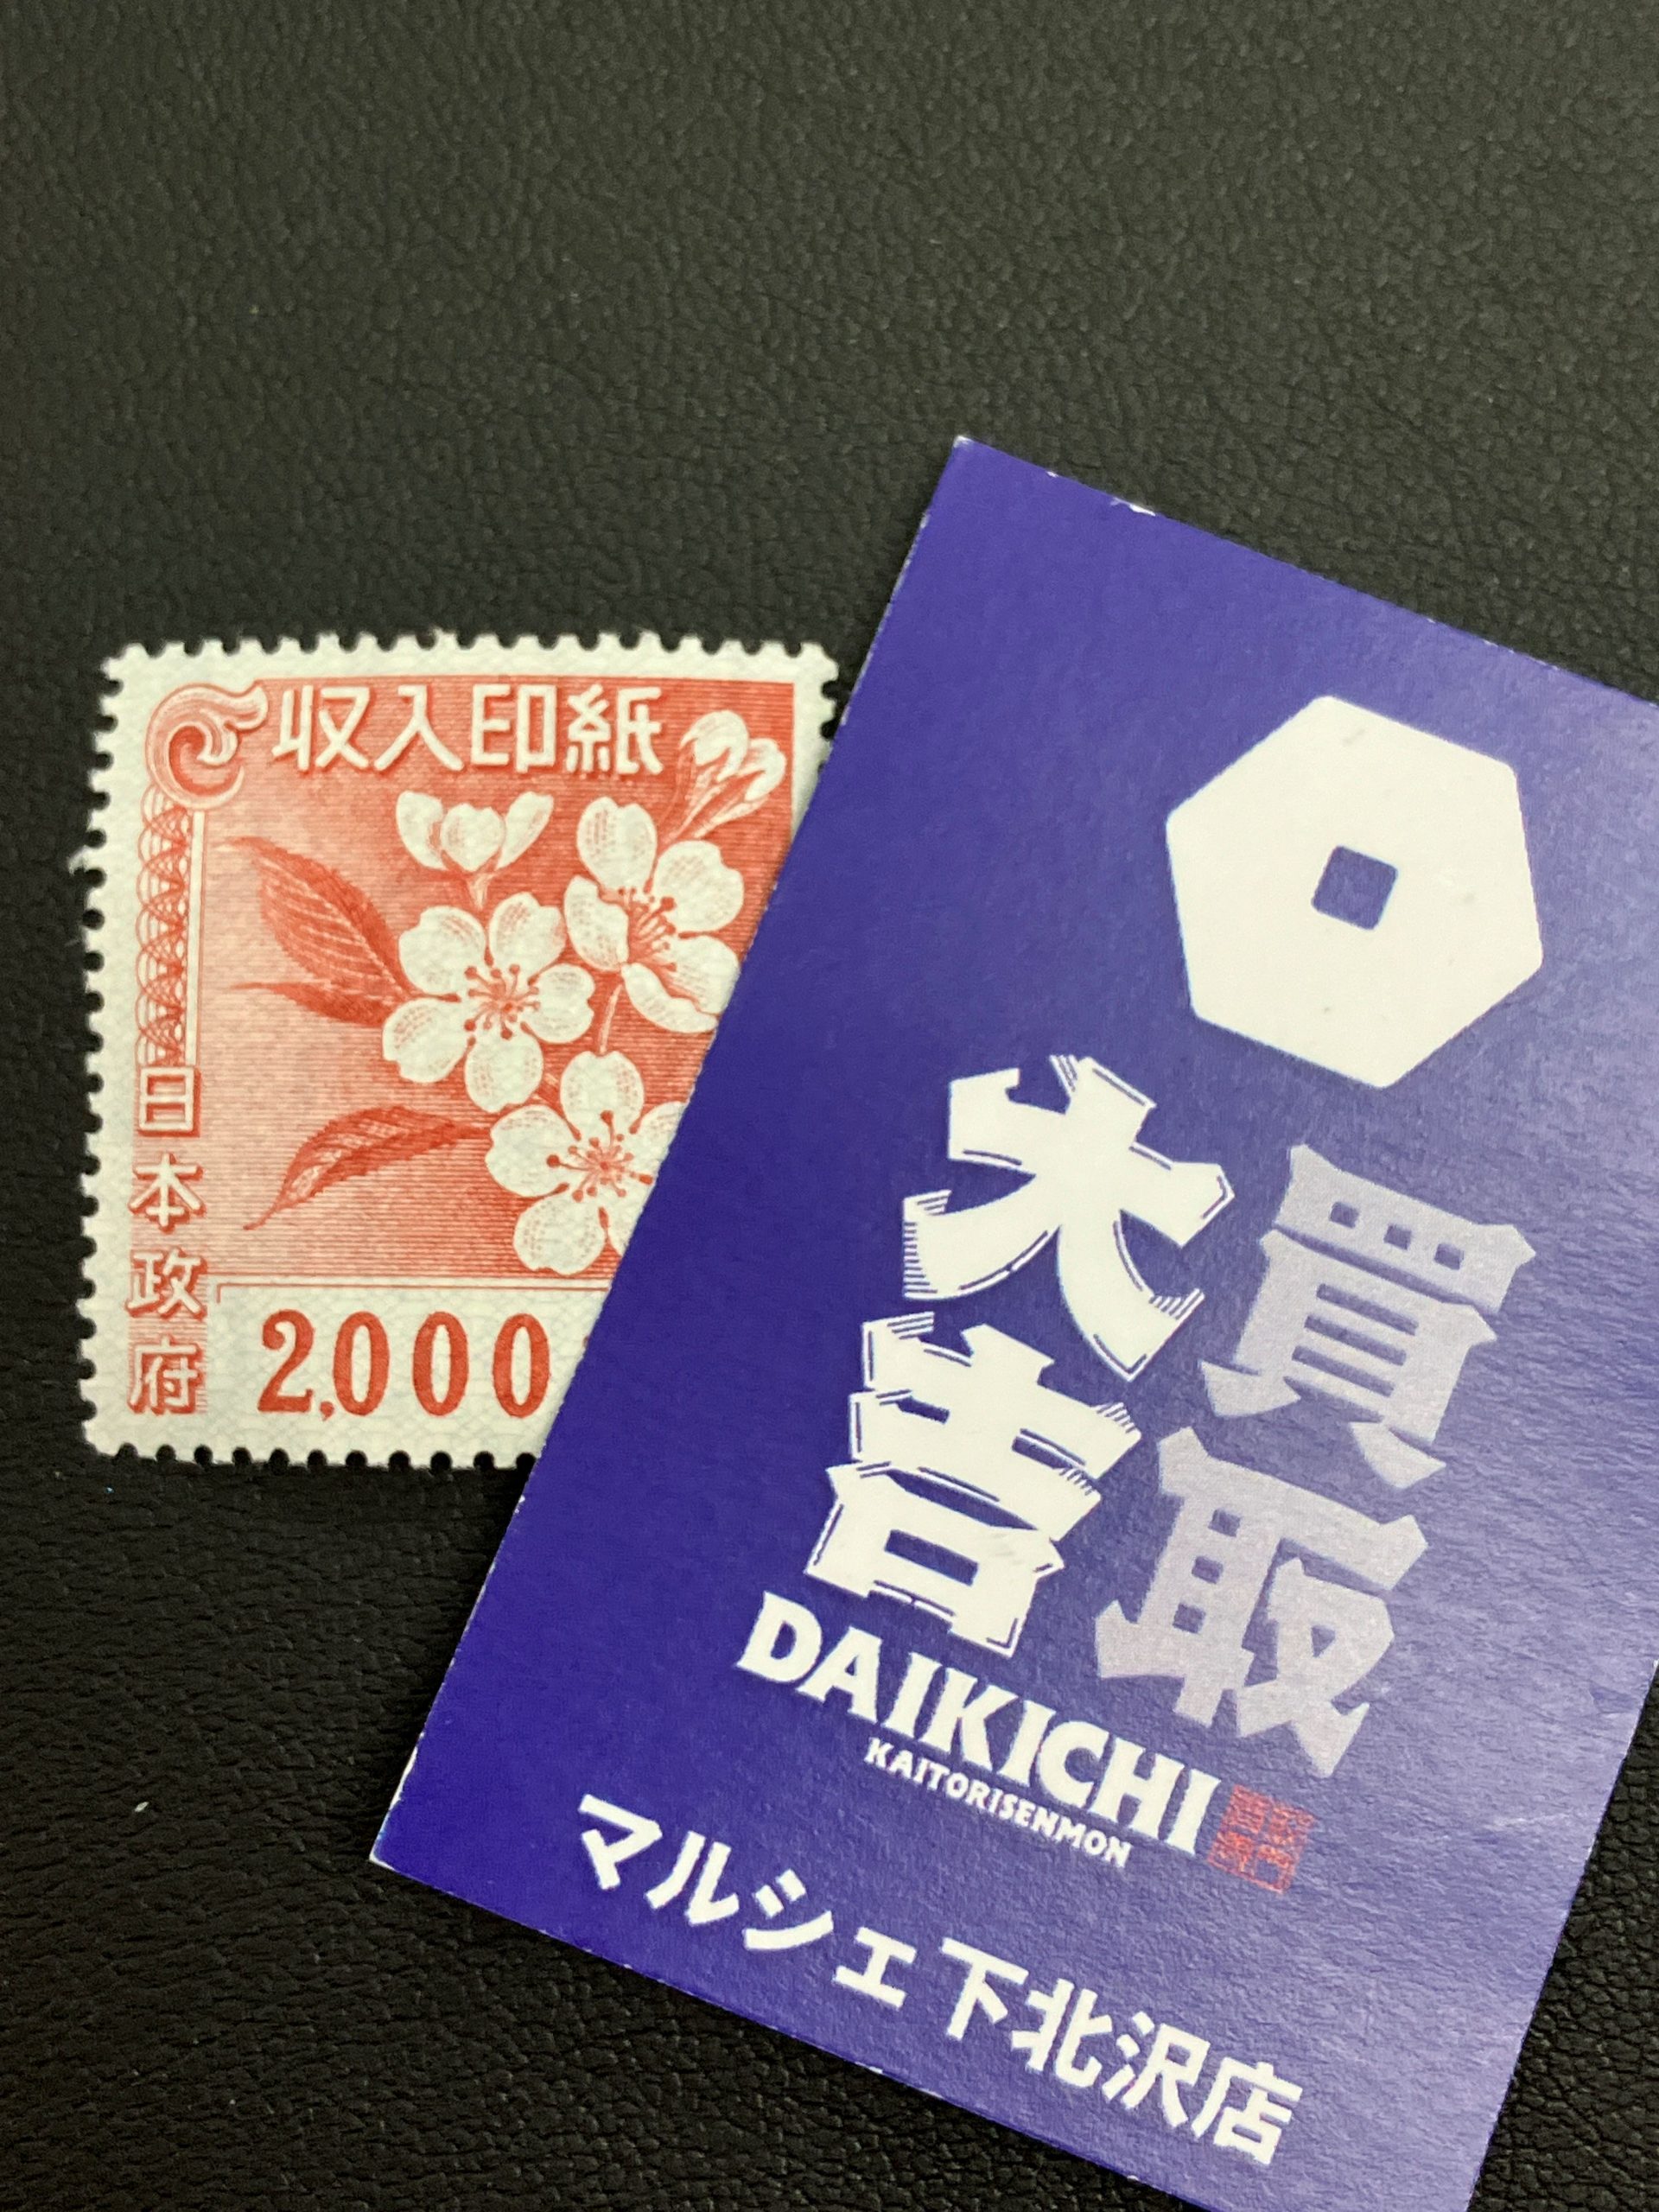 収入印紙
日本政府
2,000
買取
大吉
DAIKICHI
KAITORISENMON
マルシェ下北沢店